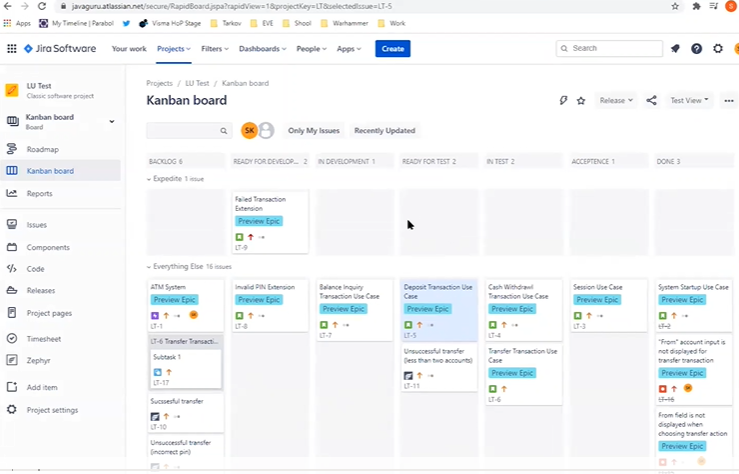 javaguru.atlassian.net/secure/RapidBoard.jspa?rapidView=1&projectKey=LT&selectedIssue=LT-5
Apps
My Timeline | Parabol
Visma HoP Stage
Tarkov
EVE
Shool
Warhammer
Work
Jira Software
Your work
Projects
Filters
Dashboards
People
Apps
Create
Search
LU Test
Classic software project
Kanban board
Board
Roadmap
Kanban board
Reports
Issues
Components
Code
Releases
Project pages
Timesheet
Zephyr
Add item
Project settings
Projects / LU Test / Kanban board
Kanban board
Release
Test View
SK
Only My Issues
Recently Updated
BACKLOG 6
READY FOR DEVELOP... 2
IN DEVELOPMENT 1
READY FOR TEST 2
IN TEST 2
ACCEPTENCE 1
DONE 3
Expedite 1 issue
Failed Transaction
Extension
Preview Epic
LT-9
Everything Else 16 issues
ATM System
Preview Epic
LT-1
LT-6 Transfer Transacti...
Subtask 1
LT-17
Sucsesful transfer
LT-10
Unsuccessful transfer
(incorrect pin)
Invalid PIN Extension
Preview Epic
LT-8
Balance Inquiry
Transaction Use Case
Preview Epic
LT-7
Deposit Transaction Use
Case
Preview Epic
LT-5
Unsuccessful transfer
(less than two accounts)
LT-11
Cash Withdrawl
Transaction Use Case
Preview Epic
LT-4
Transfer Transaction Use
Case
Preview Epic
LT-6
Session Use Case
Preview Epic
LT-3
System Startup Use Case
Preview Epic
LT-2
"From" account input is
not displayed for
transfer transaction
Preview Epic
LT-16
From field is not
displayed when
choosing transfer action
Preview Epic